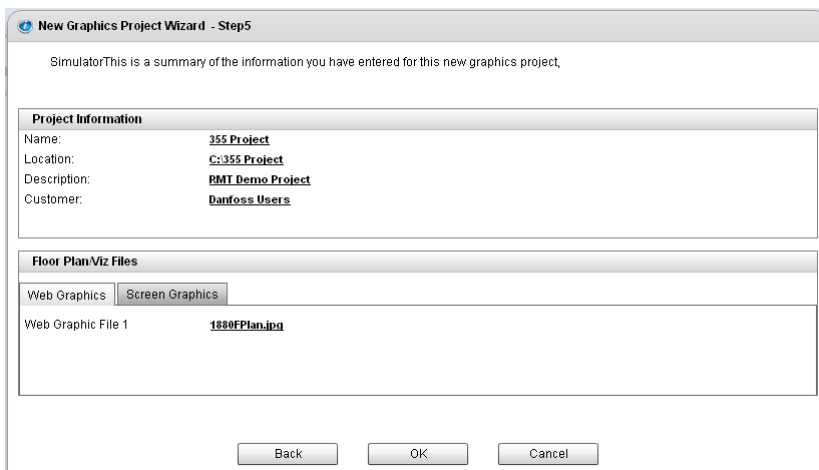 New Graphics Project Wizard - Step5
SimulatorThis is a summary of the information you have entered for this new graphics project,
Project Information
Name: 355 Project
Location: C:\355 Project
Description: RMT Demo Project
Customer: Danfoss Users
Floor Plan/Viz Files
Web Graphics Screen Graphics
Web Graphic File 1 1880FPlan.jpg
Back OK Cancel